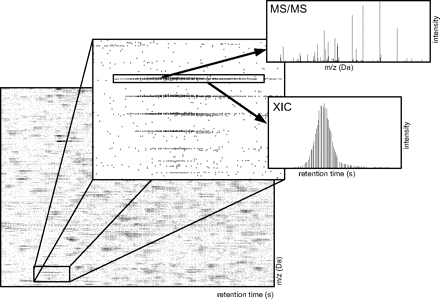 MS/MS
intensity
m/z (Da)
XIC
intensity
retention time (s)
m/z (Da)
retention time (s)